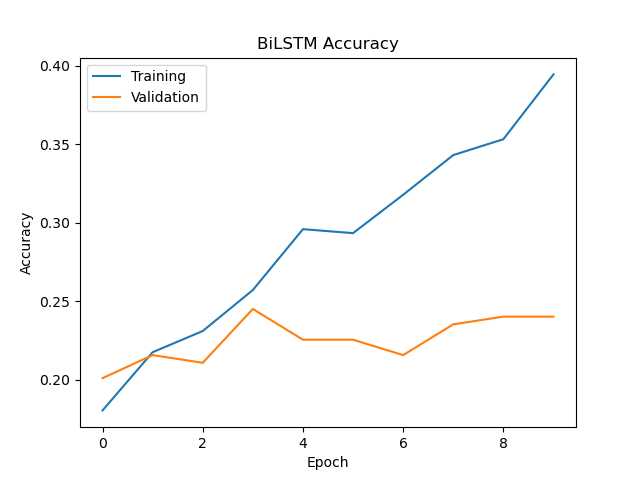 BiLSTM Accuracy
Training
Validation
Accuracy
0.40
0.35
0.30
0.25
0.20
0 2 4 6 8
Epoch